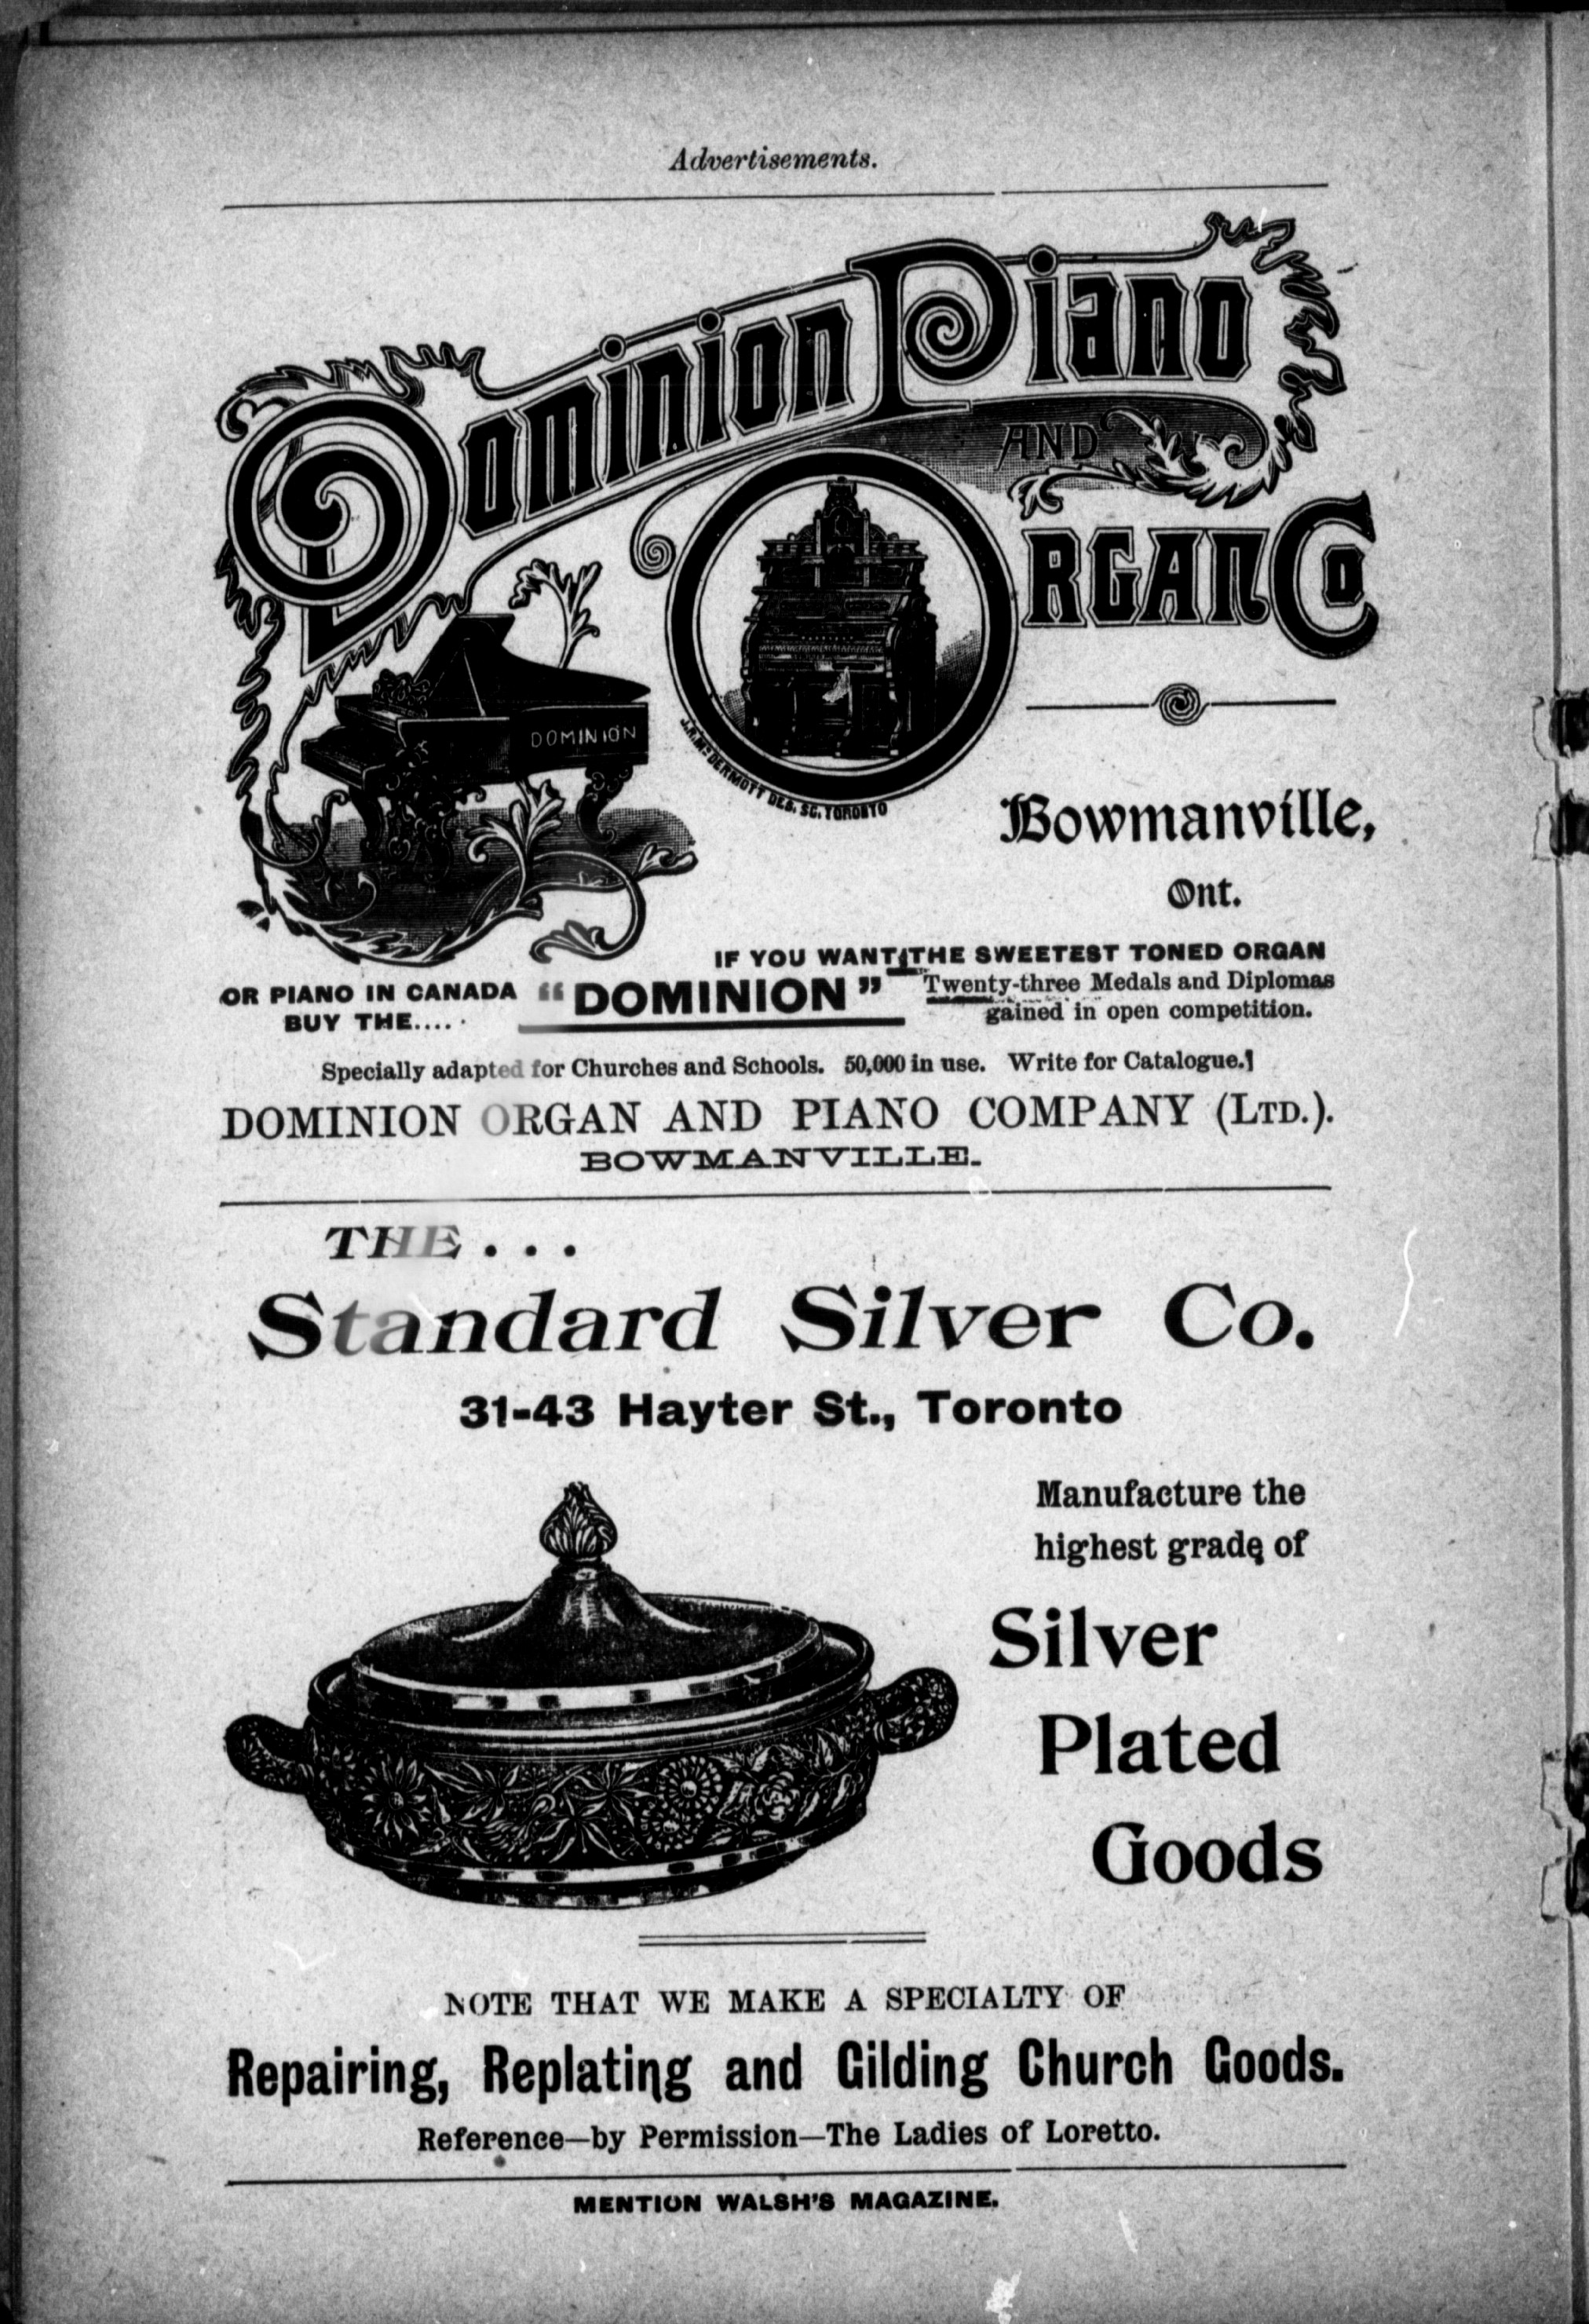 Advertisements.
Dominion Piano
AND
ORGAN Co
DOMINION
J.R. Mc DERMOTT DES. SC. TORONTO
Bowmanville,
Ont.
IF YOU WANT THE SWEETEST TONED ORGAN
OR PIANO IN CANADA BUY THE.... "DOMINION" Twenty-three Medals and Diplomas
gained in open competition.
Specially adapted for Churches and Schools. 50,000 in use. Write for Catalogue.
DOMINION ORGAN AND PIANO COMPANY (LTD.).
BOWMANVILLE.
THE...
Standard Silver Co.
31-43 Hayter St., Toronto
Manufacture the
highest grade of
Silver
Plated
Goods
NOTE THAT WE MAKE A SPECIALTY OF
Repairing, Replating and Gilding Church Goods.
Reference—by Permission—The Ladies of Loretto.
MENTION WALSH'S MAGAZINE.